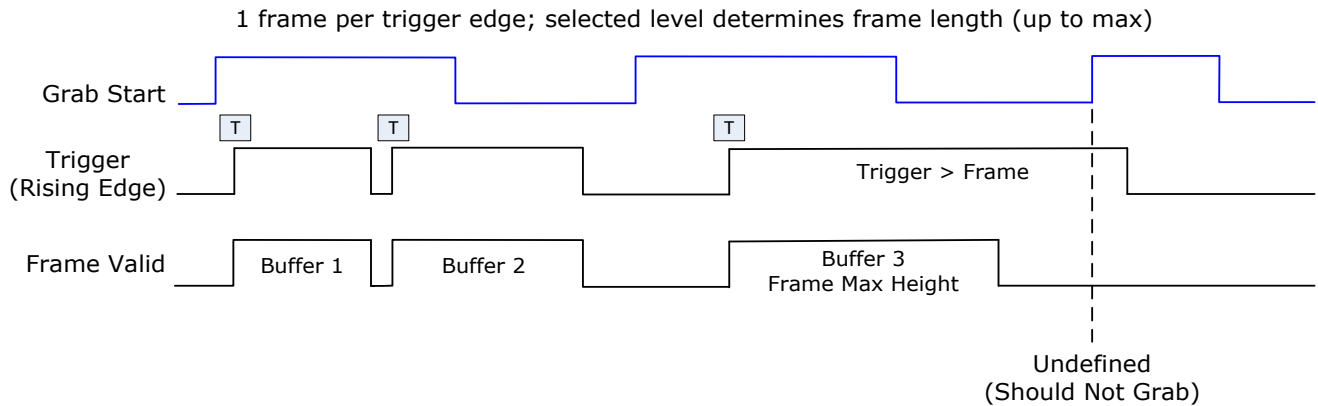 1 frame per trigger edge; selected level determines frame length (up to max)
Grab Start
T
T
T
Trigger
(Rising Edge)
Trigger > Frame
Frame Valid
Buffer 1
Buffer 2
Buffer 3
Frame Max Height
Undefined
(Should Not Grab)